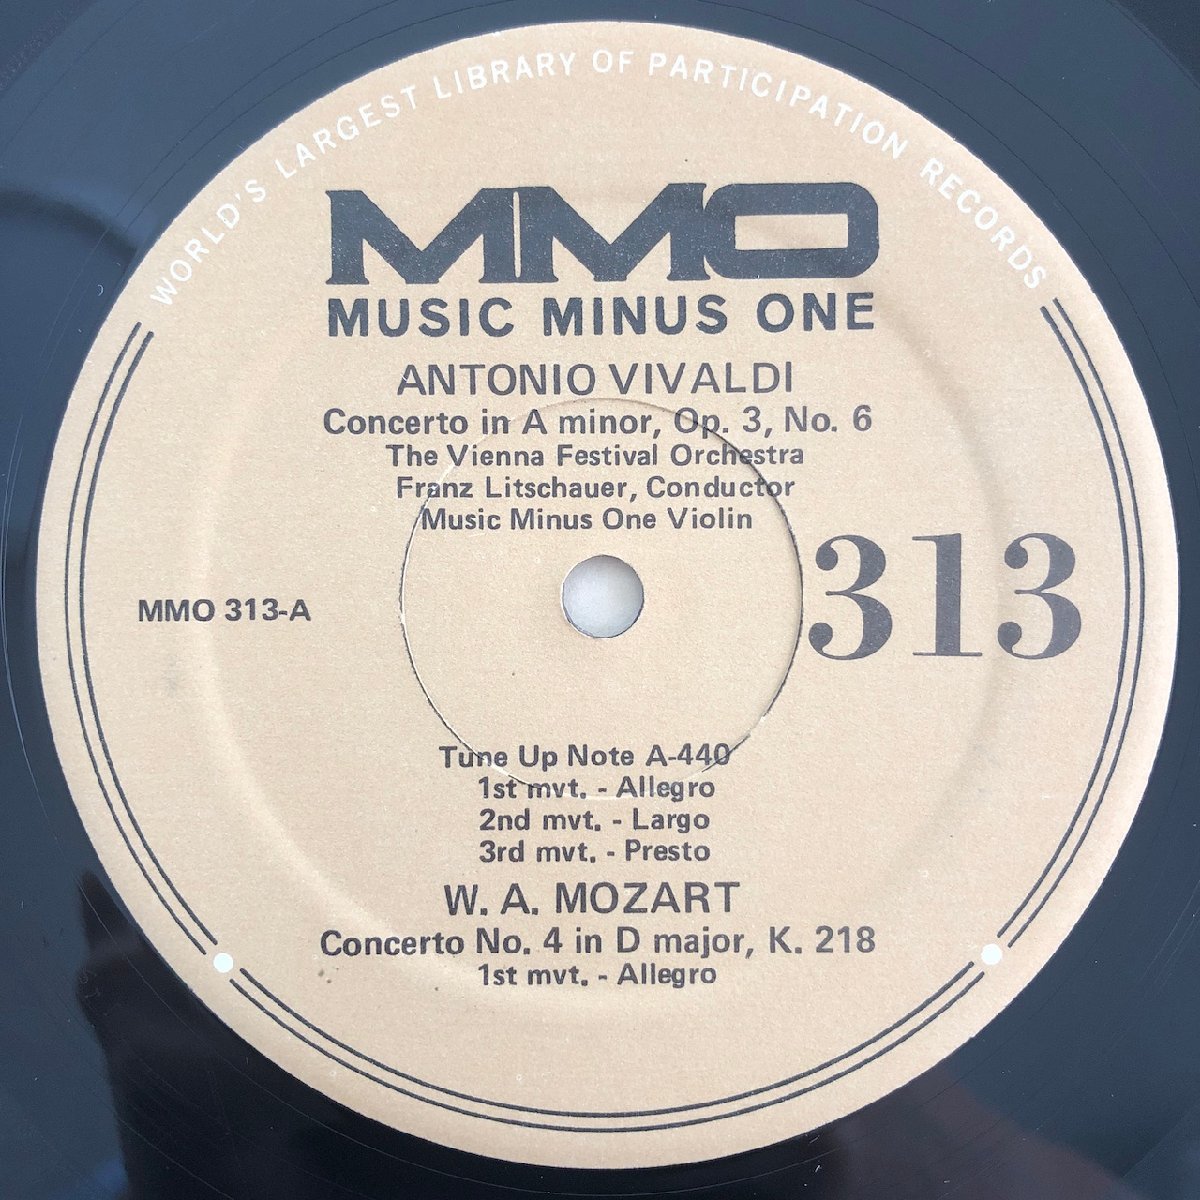 WORLD'S LARGEST LIBRARY OF PARTICIPATION RECORDS
MMO
MUSIC MINUS ONE
ANTONIO VIVALDI
Concerto in A minor, Op. 3, No. 6
The Vienna Festival Orchestra
Franz Litschauer, Conductor
Music Minus One Violin
MMO 313-A
313
Tune Up Note A-440
1st mvt. - Allegro
2nd mvt. - Largo
3rd mvt. - Presto
W. A. MOZART
Concerto No. 4 in D major, K. 218
1st mvt. - Allegro